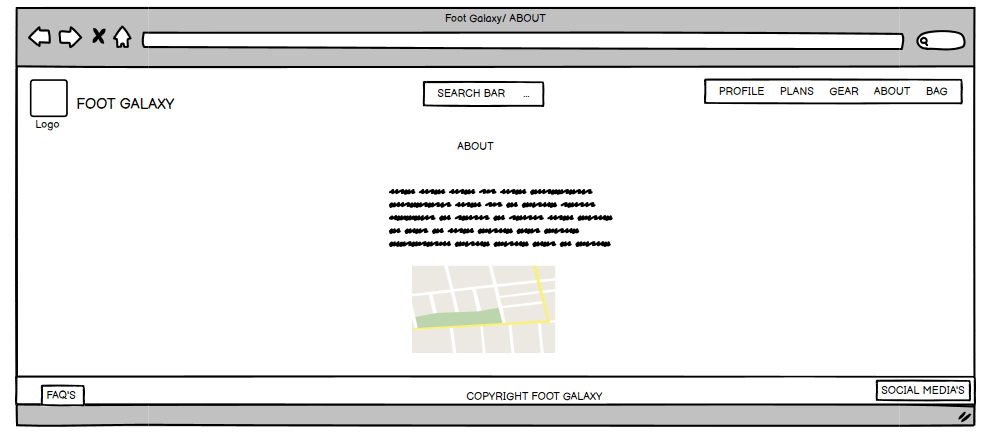 Foot Galaxy/ ABOUT
FOOT GALAXY
Logo
SEARCH BAR ...
PROFILE PLANS GEAR ABOUT BAG
ABOUT
FAQ'S
COPYRIGHT FOOT GALAXY
SOCIAL MEDIA'S